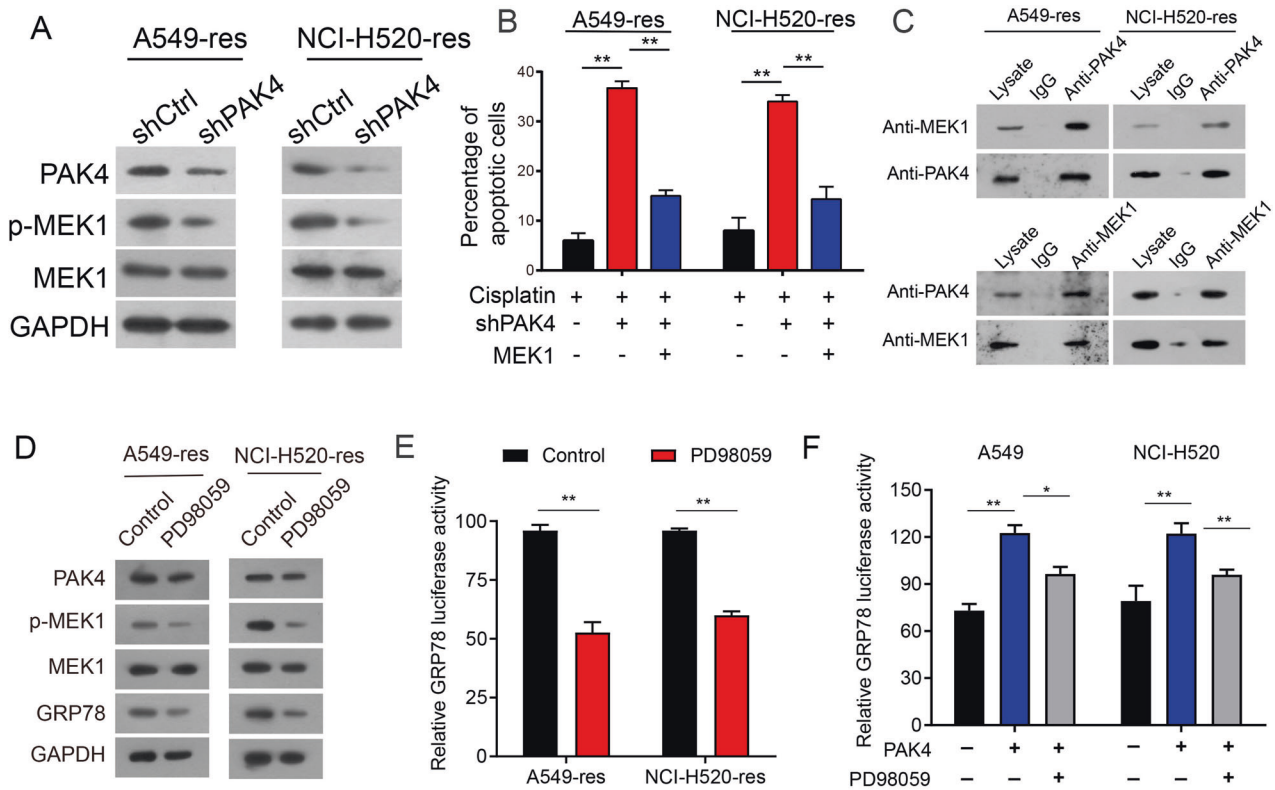 A
A549-res NCI-H520-res
shCtrl shPAK4 shCtrl shPAK4
PAK4
p-MEK1
MEK1
GAPDH
B
A549-res NCI-H520-res
** ** ** **
Percentage of
apoptotic cells
40
30
20
10
0
Cisplatin + + + + + +
shPAK4 - + + - + +
MEK1 - - + - - +
C
A549-res NCI-H520-res
Lysate IgG Anti-PAK4 Lysate IgG Anti-PAK4
Anti-MEK1
Anti-PAK4
Lysate IgG Anti-MEK1 Lysate IgG Anti-MEK1
Anti-PAK4
Anti-MEK1
D
A549-res NCI-H520-res
Control PD98059 Control PD98059
PAK4
p-MEK1
MEK1
GRP78
GAPDH
E
Control PD98059
** **
Relative GRP78 luciferase activity
100
75
50
25
0
A549-res NCI-H520-res
F
A549 NCI-H520
** * ** **
Relative GRP78 luciferase activity
150
120
90
60
30
0
PAK4 – + + – + +
PD98059 – – + – – +